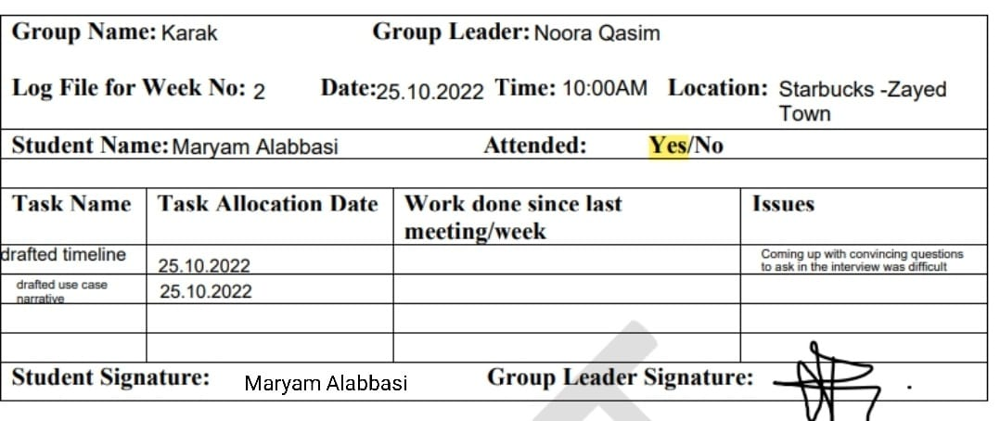 Group Name: Karak Group Leader: Noora Qasim
Log File for Week No: 2 Date:25.10.2022 Time: 10:00AM Location: Starbucks -Zayed
Town
Student Name: Maryam Alabbasi Attended: Yes/No
Task Name Task Allocation Date Work done since last Issues
meeting/week
drafted timeline 25.10.2022 Coming up with convincing questions
to ask in the interview was difficult
drafted use case 25.10.2022
narrative
Student Signature: Maryam Alabbasi Group Leader Signature: .